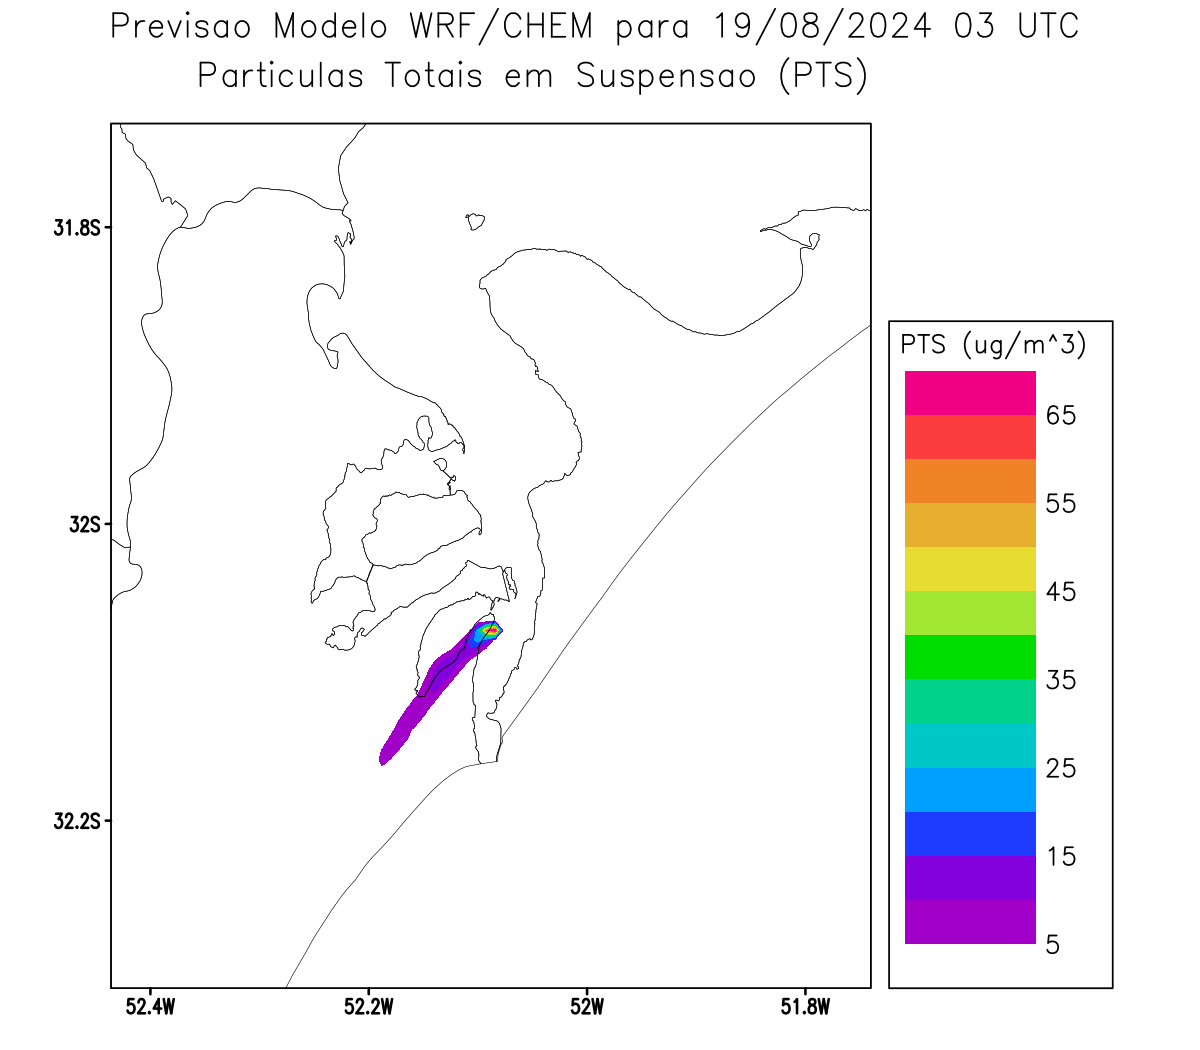 Previsao Modelo WRF/CHEM para 19/08/2024 03 UTC
Particulas Totais em Suspensao (PTS)
31.8S
32S
32.2S
52.4W
52.2W
52W
51.8W
PTS (ug/m^3)
65
55
45
35
25
15
5